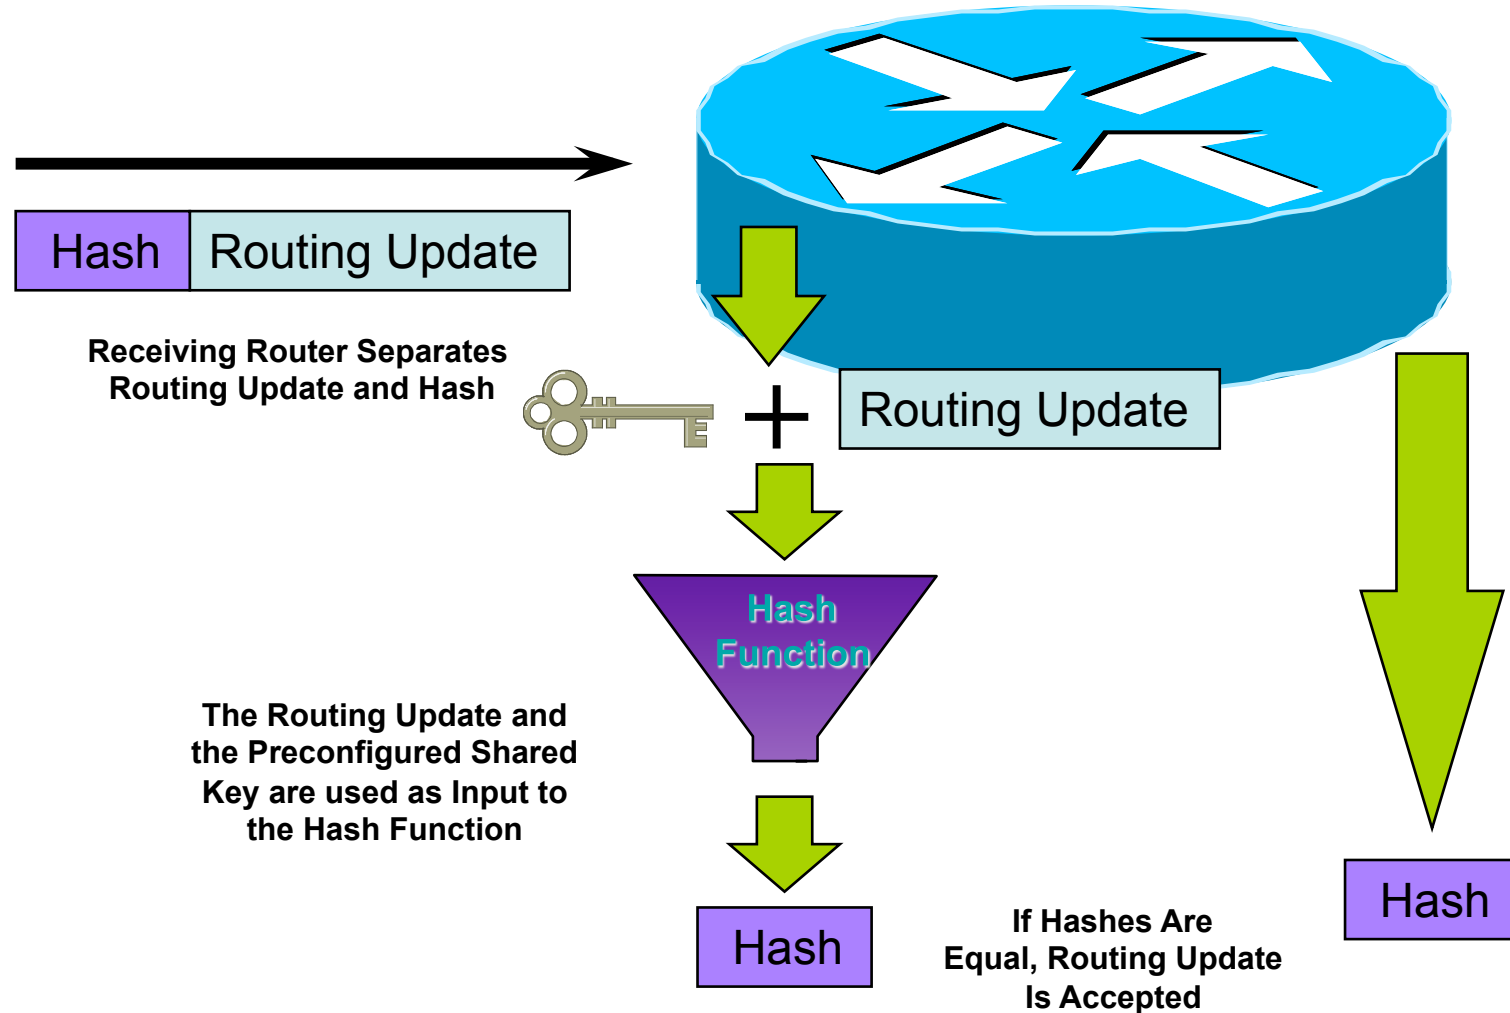 Hash Routing Update
Receiving Router Separates
Routing Update and Hash
Routing Update
Hash
Function
The Routing Update and
the Preconfigured Shared
Key are used as Input to
the Hash Function
Hash
If Hashes Are
Equal, Routing Update
Is Accepted
Hash